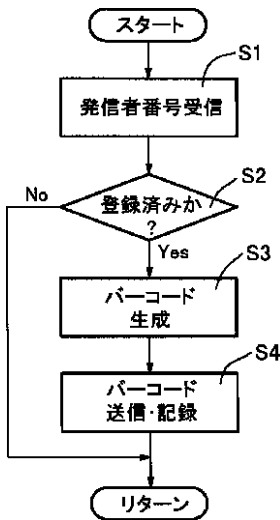 スタート
S1
発信者番号受信
S2
No
登録済みか
?
Yes
S3
バーコード
生成
S4
バーコード
送信・記録
リターン